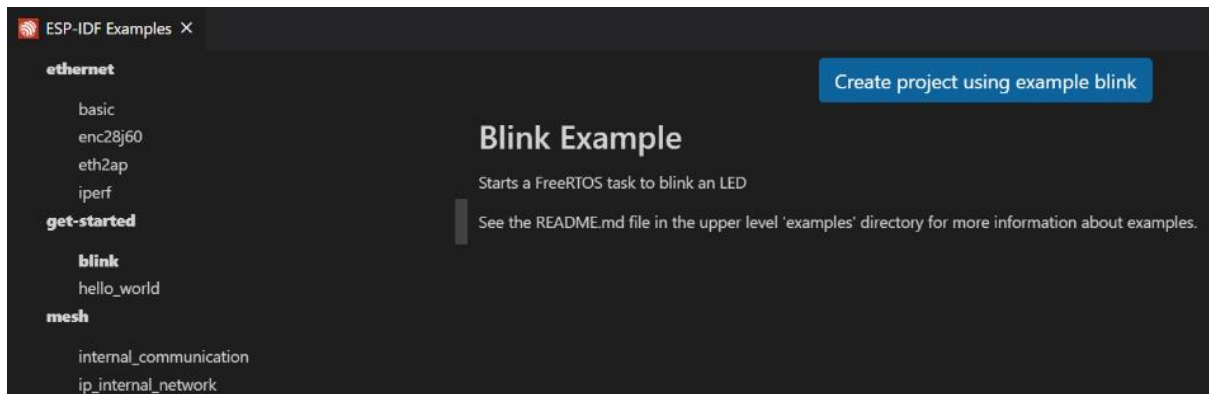 ESP-IDF Examples ×
ethernet
basic
enc28j60
eth2ap
iperf
get-started
blink
hello_world
mesh
internal_communication
ip_internal_network
Create project using example blink
Blink Example
Starts a FreeRTOS task to blink an LED
See the README.md file in the upper level 'examples' directory for more information about examples.